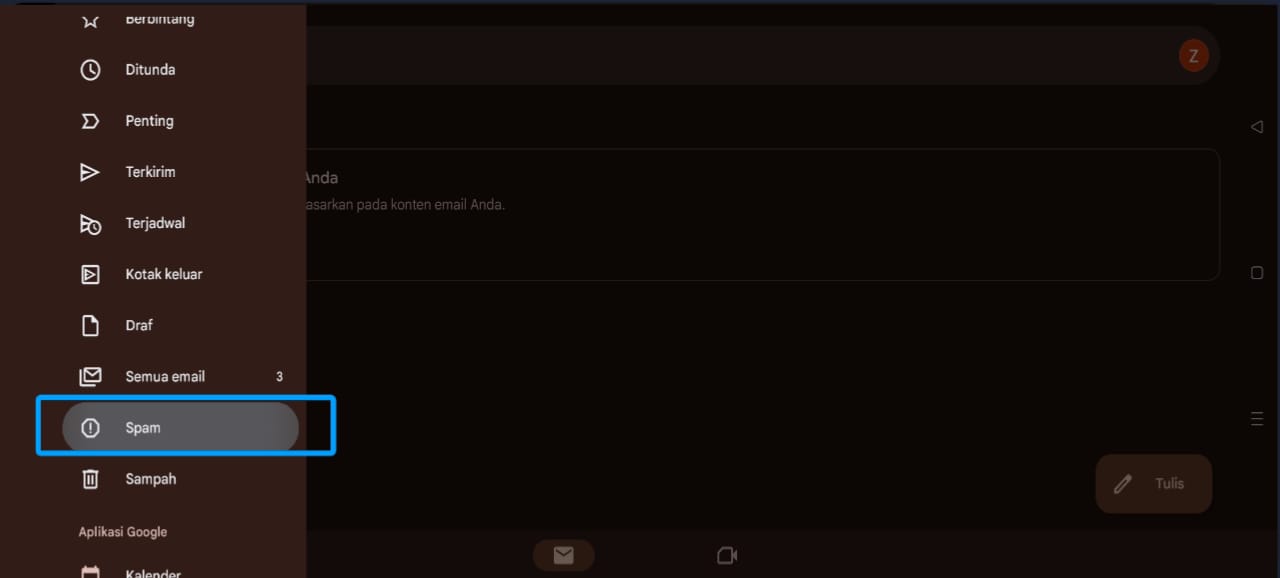 Berbintang
Z
Ditunda
Penting
Terkirim
Anda
asarkan pada konten email Anda.
Terjadwal
Kotak keluar
Draf
Semua email 3
Spam
Sampah
Tulis
Aplikasi Google
Kalender